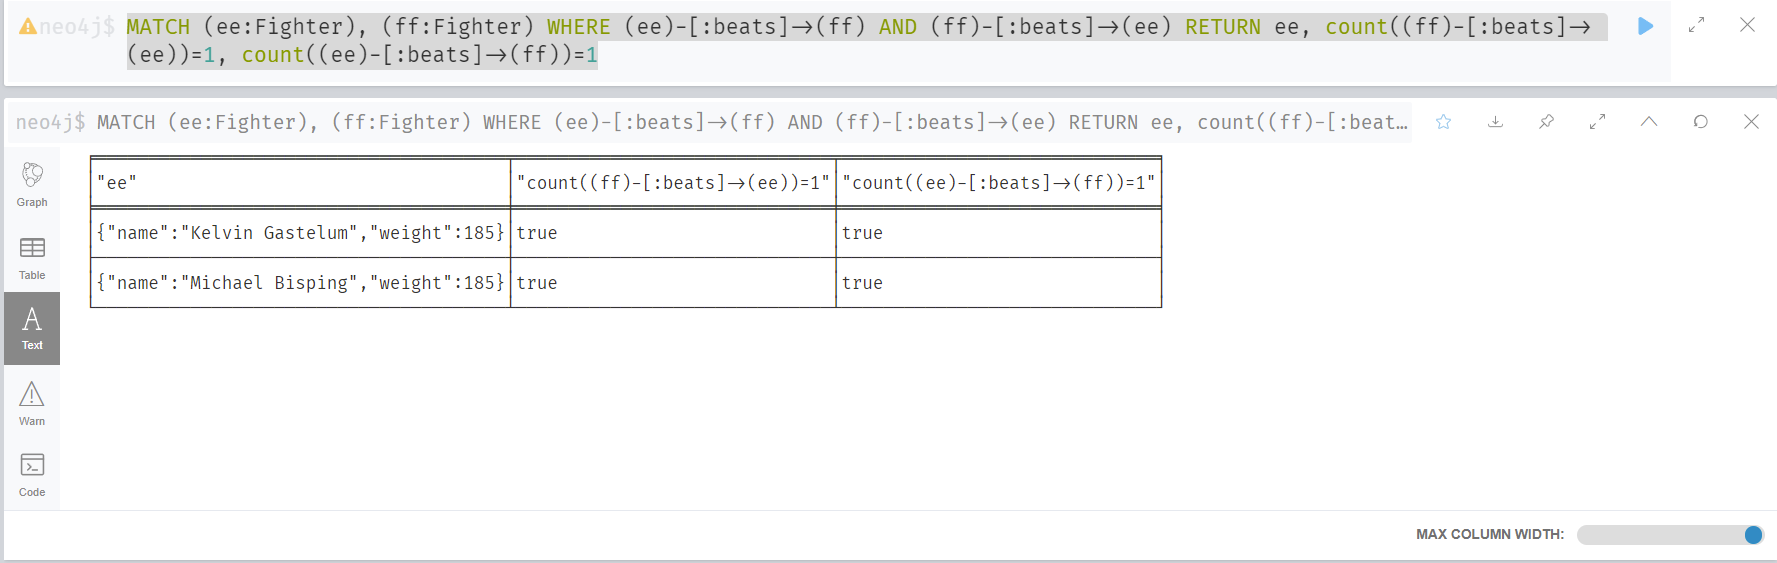 neo4j$ MATCH (ee:Fighter), (ff:Fighter) WHERE (ee)-[:beats]→(ff) AND (ff)-[:beats]→(ee) RETURN ee, count((ff)-[:beats]→
(ee))=1, count((ee)-[:beats]→(ff))=1
neo4j$ MATCH (ee:Fighter), (ff:Fighter) WHERE (ee)-[:beats]→(ff) AND (ff)-[:beats]→(ee) RETURN ee, count((ff)-[:beat…
Graph
Table
Text
Warn
Code
"ee" "count((ff)-[:beats]→(ee))=1" "count((ee)-[:beats]→(ff))=1"
{"name":"Kelvin Gastelum","weight":185} true true
{"name":"Michael Bisping","weight":185} true true
MAX COLUMN WIDTH: